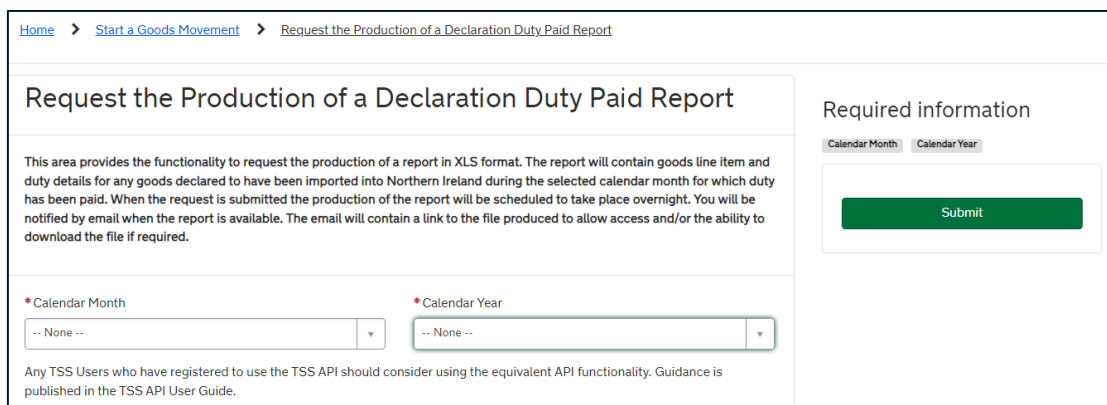 Home > Start a Goods Movement > Request the Production of a Declaration Duty Paid Report
Request the Production of a Declaration Duty Paid Report
This area provides the functionality to request the production of a report in XLS format. The report will contain goods line item and
duty details for any goods declared to have been imported into Northern Ireland during the selected calendar month for which duty
has been paid. When the request is submitted the production of the report will be scheduled to take place overnight. You will be
notified by email when the report is available. The email will contain a link to the file produced to allow access and/or the ability to
download the file if required.
* Calendar Month
* Calendar Year
-- None --
-- None --
Any TSS Users who have registered to use the TSS API should consider using the equivalent API functionality. Guidance is
published in the TSS API User Guide.
Required information
Calendar Month Calendar Year
Submit